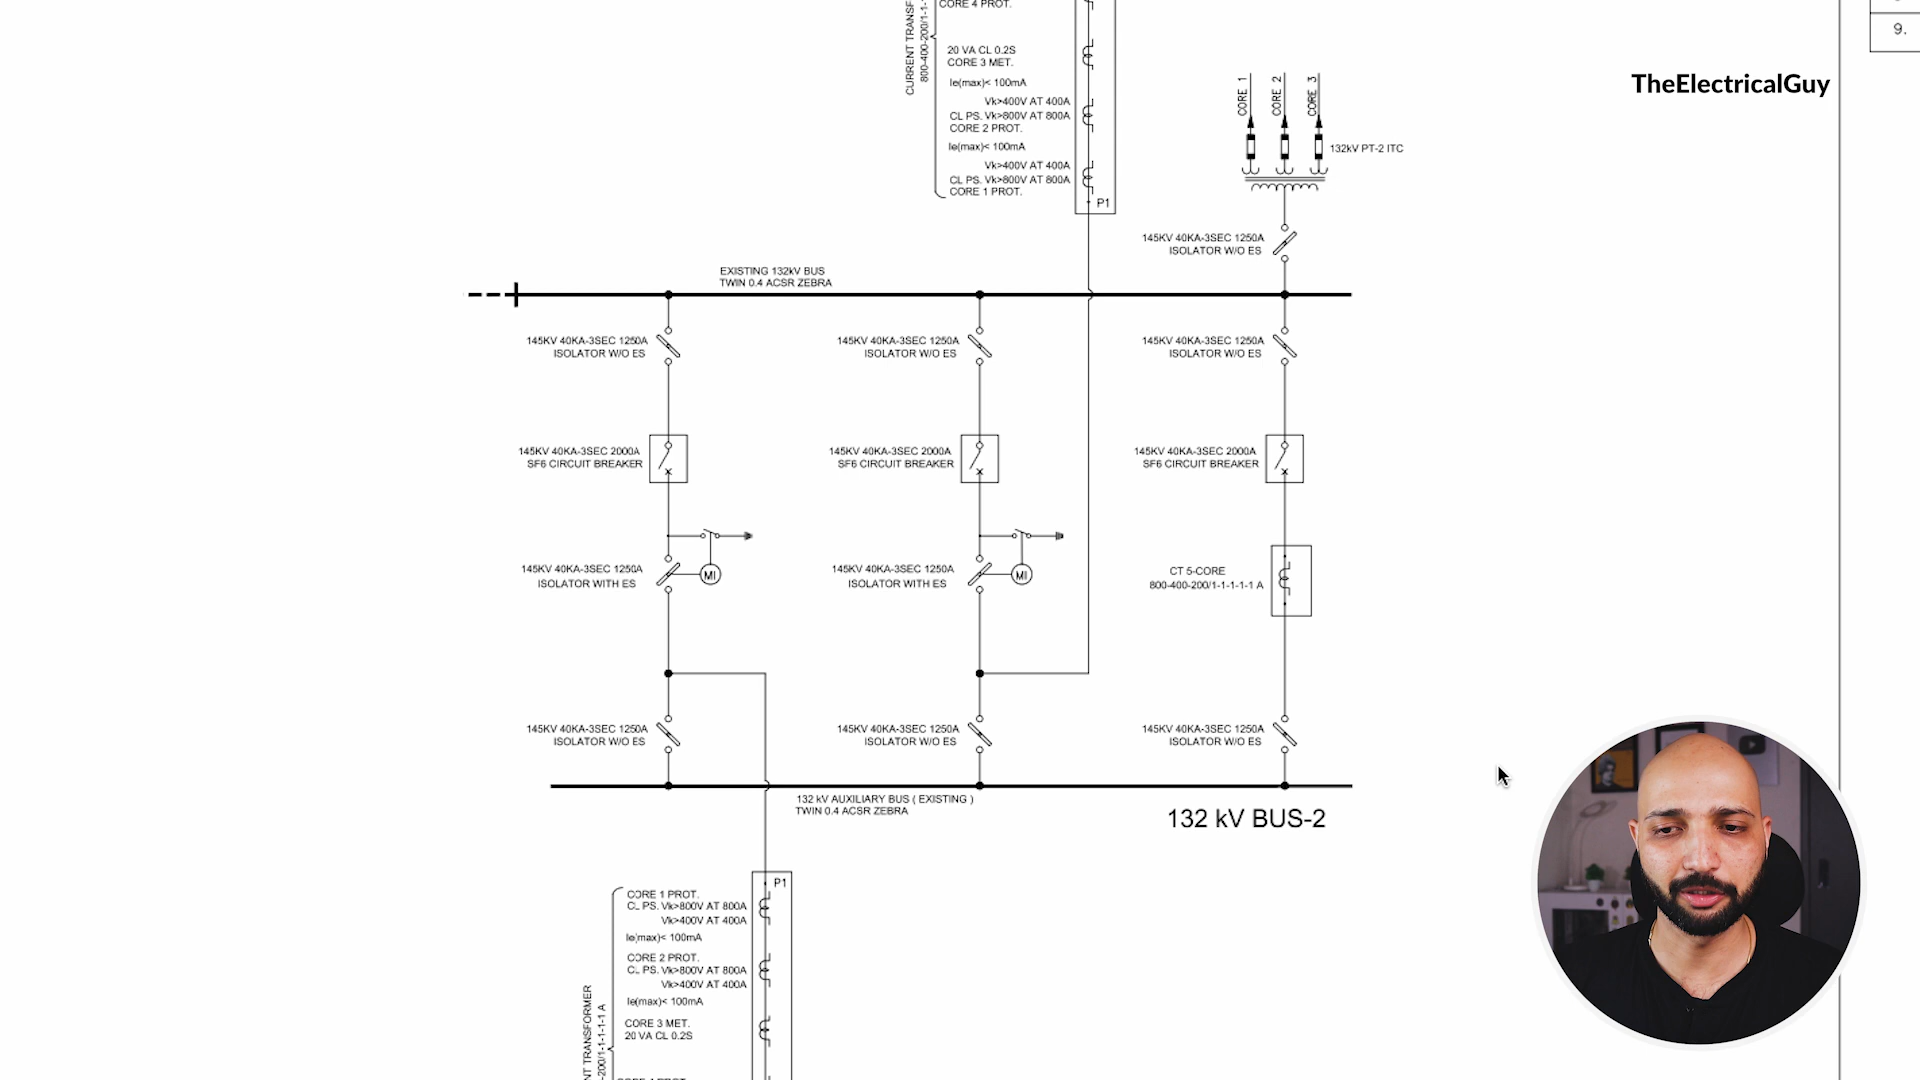 CORE 4 PROT.
CURRENT TRANSF
800-400-200/1-1-
20 VA CL 0.2S
CORE 3 MET.
Ie(max)< 100mA
Vk>400V AT 400A
CL PS. Vk>800V AT 800A
CORE 2 PROT.
Ie(max)< 100mA
Vk>400V AT 400A
CL PS. Vk>800V AT 800A
CORE 1 PROT.
P1
CORE 1
CORE 2
CORE 3
132kV PT-2 ITC
TheElectricalGuy
9.
145KV 40KA-3SEC 1250A
ISOLATOR W/O ES
EXISTING 132kV BUS
TWIN 0.4 ACSR ZEBRA
145KV 40KA-3SEC 1250A
ISOLATOR W/O ES
145KV 40KA-3SEC 1250A
ISOLATOR W/O ES
145KV 40KA-3SEC 1250A
ISOLATOR W/O ES
145KV 40KA-3SEC 2000A
SF6 CIRCUIT BREAKER
145KV 40KA-3SEC 2000A
SF6 CIRCUIT BREAKER
145KV 40KA-3SEC 2000A
SF6 CIRCUIT BREAKER
145KV 40KA-3SEC 1250A
ISOLATOR WITH ES
MI
145KV 40KA-3SEC 1250A
ISOLATOR WITH ES
MI
CT 5-CORE
800-400-200/1-1-1-1-1 A
145KV 40KA-3SEC 1250A
ISOLATOR W/O ES
145KV 40KA-3SEC 1250A
ISOLATOR W/O ES
145KV 40KA-3SEC 1250A
ISOLATOR W/O ES
132 kV AUXILIARY BUS ( EXISTING )
TWIN 0.4 ACSR ZEBRA
132 kV BUS-2
P1
CORE 1 PROT.
CL PS. Vk>800V AT 800A
Vk>400V AT 400A
Ie(max)< 100mA
CORE 2 PROT.
CL PS. Vk>800V AT 800A
Vk>400V AT 400A
Ie(max)< 100mA
CORE 3 MET.
20 VA CL 0.2S
NT TRANSFORMER
-200/1-1-1-1-1 A